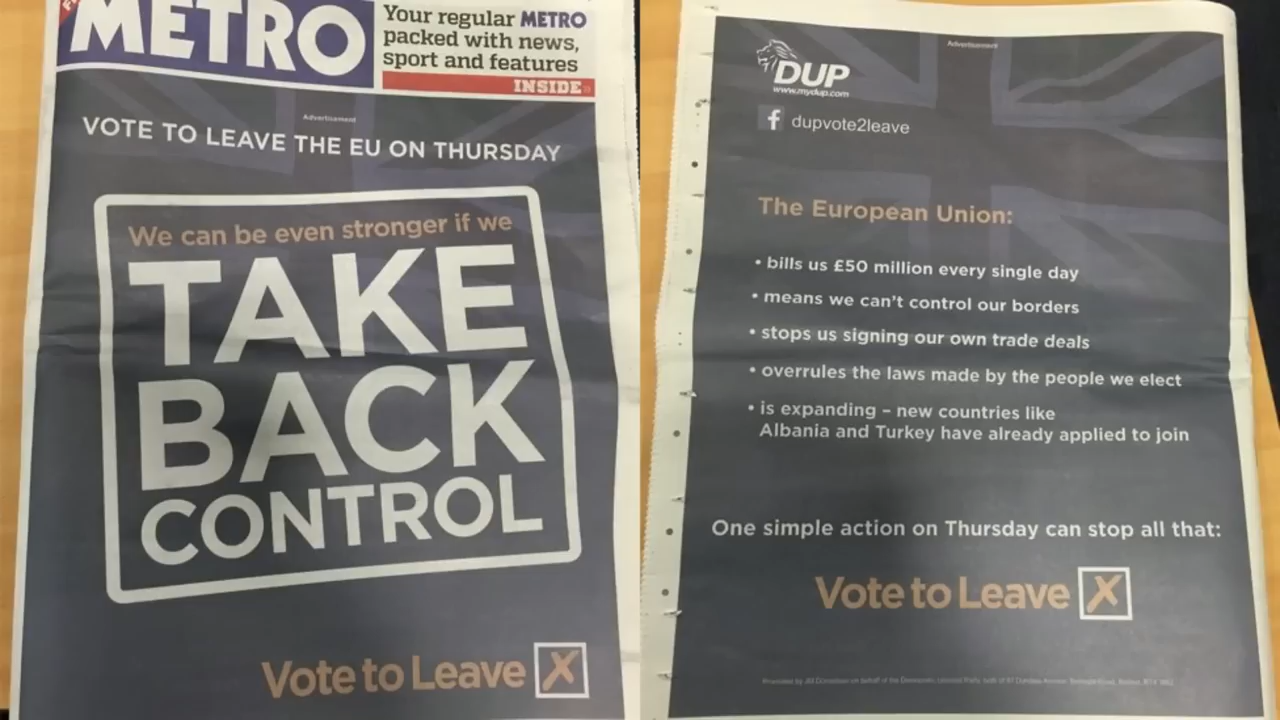 METRO
Your regular METRO
packed with news,
sport and features
INSIDE»
Advertisement
VOTE TO LEAVE THE EU ON THURSDAY
We can be even stronger if we
TAKE
BACK
CONTROL
Vote to Leave X
Advertisement
DUP
www.mydup.com
f dupvote2leave
The European Union:
• bills us £50 million every single day
• means we can't control our borders
• stops us signing our own trade deals
• overrules the laws made by the people we elect
• is expanding – new countries like
Albania and Turkey have already applied to join
One simple action on Thursday can stop all that:
Vote to Leave X